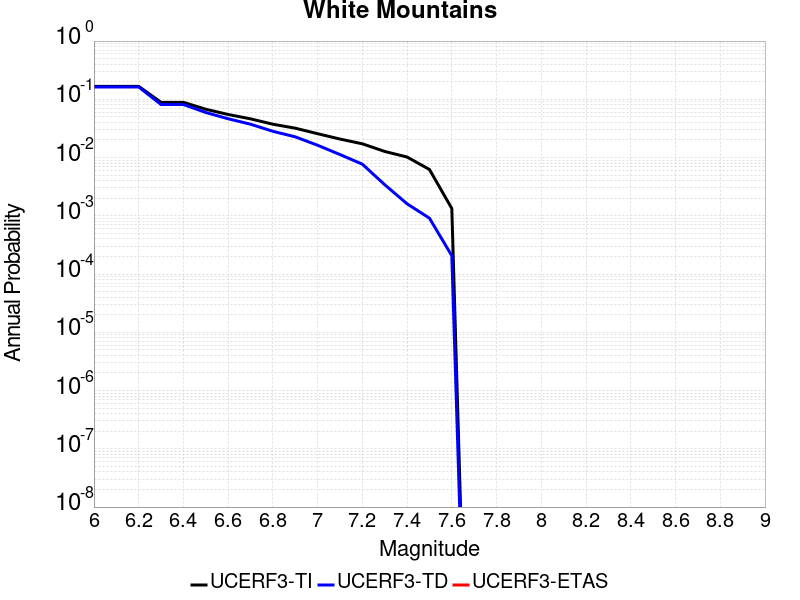 White Mountains
10^0
10^-1
10^-2
10^-3
10^-4
10^-5
10^-6
10^-7
10^-8
Annual Probability
6 6.2 6.4 6.6 6.8 7 7.2 7.4 7.6 7.8 8 8.2 8.4 8.6 8.8 9
Magnitude
UCERF3-TI UCERF3-TD UCERF3-ETAS